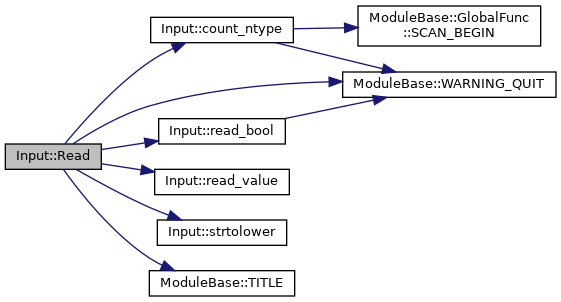 Input::Read
Input::count_ntype
ModuleBase::GlobalFunc
::SCAN_BEGIN
ModuleBase::WARNING_QUIT
Input::read_bool
Input::read_value
Input::strtolower
ModuleBase::TITLE